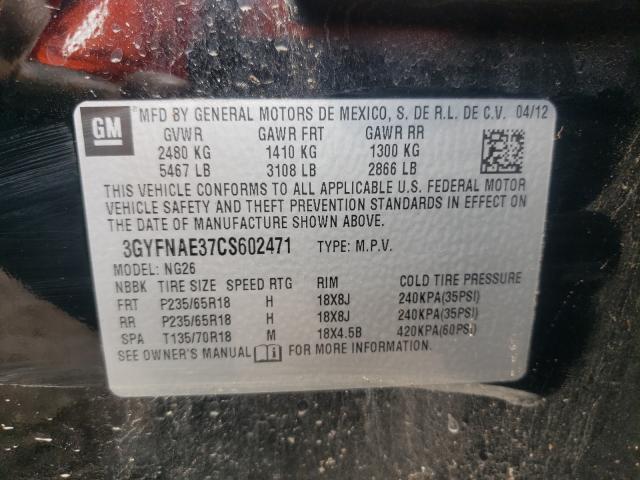 GM
MFD BY GENERAL MOTORS DE MEXICO, S. DE R.L. DE C.V. 04/12
GVWR GAWR FRT GAWR RR
2480 KG 1410 KG 1300 KG
5467 LB 3108 LB 2866 LB
THIS VEHICLE CONFORMS TO ALL APPLICABLE U.S. FEDERAL MOTOR
VEHICLE SAFETY AND THEFT PREVENTION STANDARDS IN EFFECT ON
THE DATE OF MANUFACTURE SHOWN ABOVE.
3GYFNAE37CS602471 TYPE: M.P.V.
MODEL: NG26
NBBK TIRE SIZE SPEED RTG RIM COLD TIRE PRESSURE
FRT P235/65R18 H 18X8J 240KPA(35PSI)
RR P235/65R18 H 18X8J 240KPA(35PSI)
SPA T135/70R18 M 18X4.5B 420KPA(60PSI)
SEE OWNER'S MANUAL FOR MORE INFORMATION.